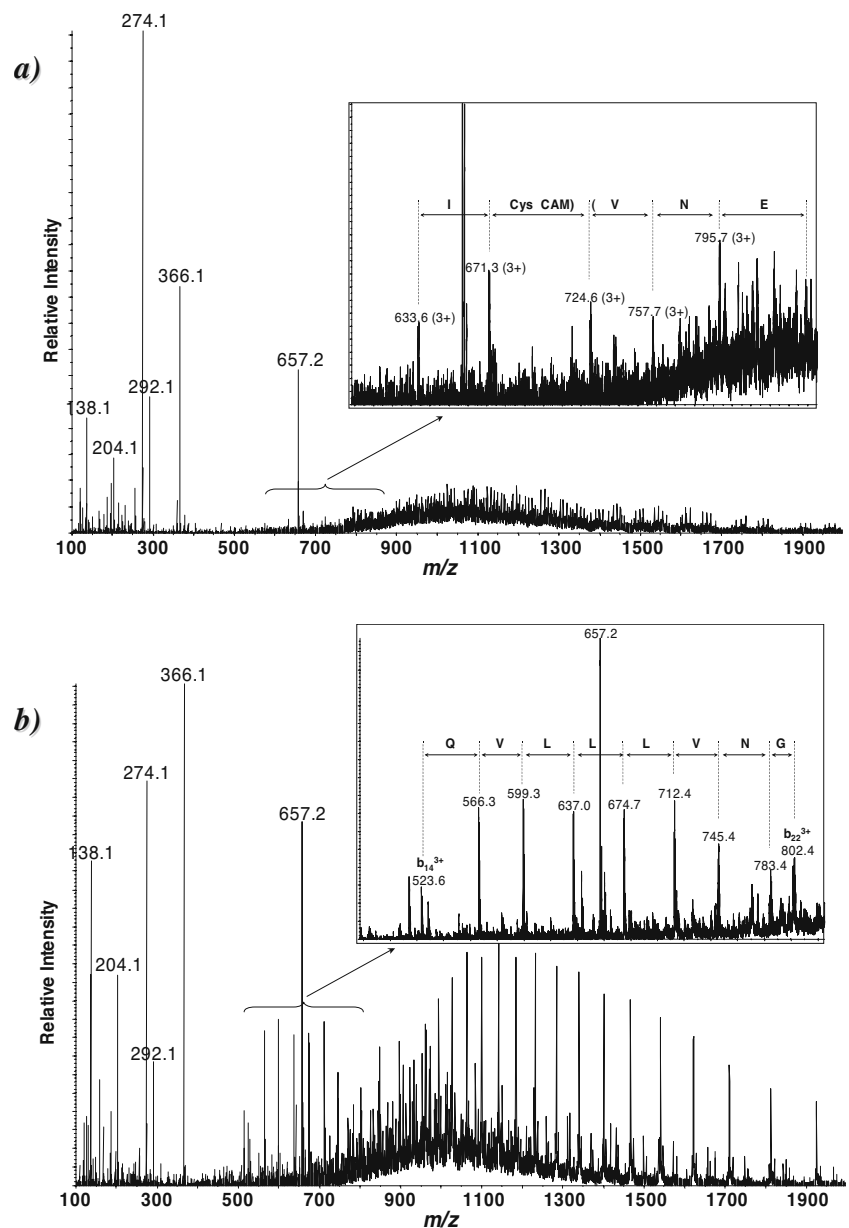 a)
274.1
366.1
657.2
292.1
138.1
204.1
Relative Intensity
I Cys CAM) ( V N E
633.6 (3+) 671.3 (3+) 724.6 (3+) 757.7 (3+) 795.7 (3+)
100 300 500 700 900 1100 1300 1500 1700 1900
m/z
b)
366.1
274.1
657.2
138.1
204.1
292.1
Relative Intensity
657.2
Q V L L L V N G
b14 3+
523.6 566.3 599.3 637.0 674.7 712.4 745.4 783.4
b22 3+
802.4
100 300 500 700 900 1100 1300 1500 1700 1900
m/z